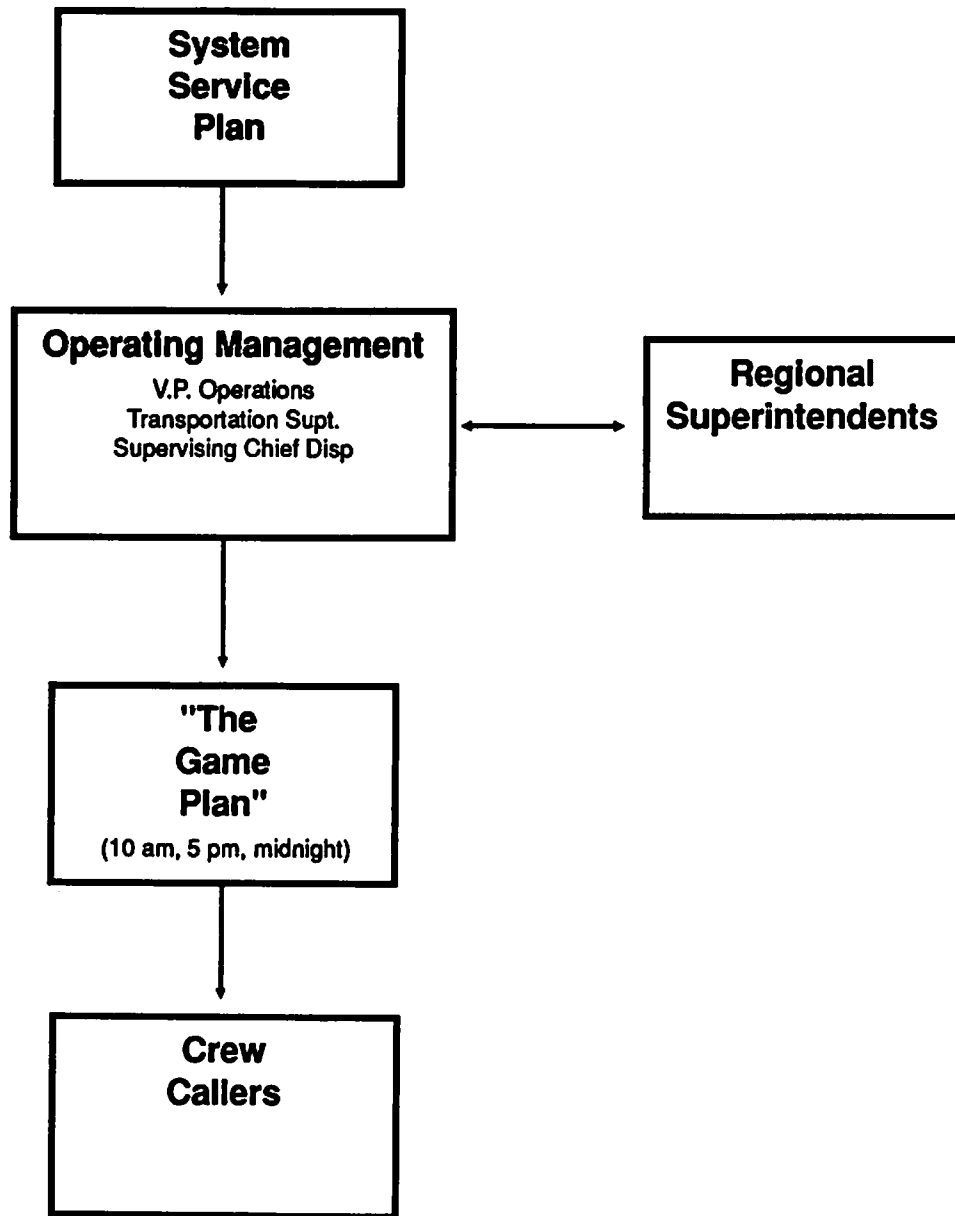 System
Service
Plan
Operating Management
V.P. Operations
Transportation Supt.
Supervising Chief Disp
Regional
Superintendents
"The
Game
Plan"
(10 am, 5 pm, midnight)
Crew
Callers